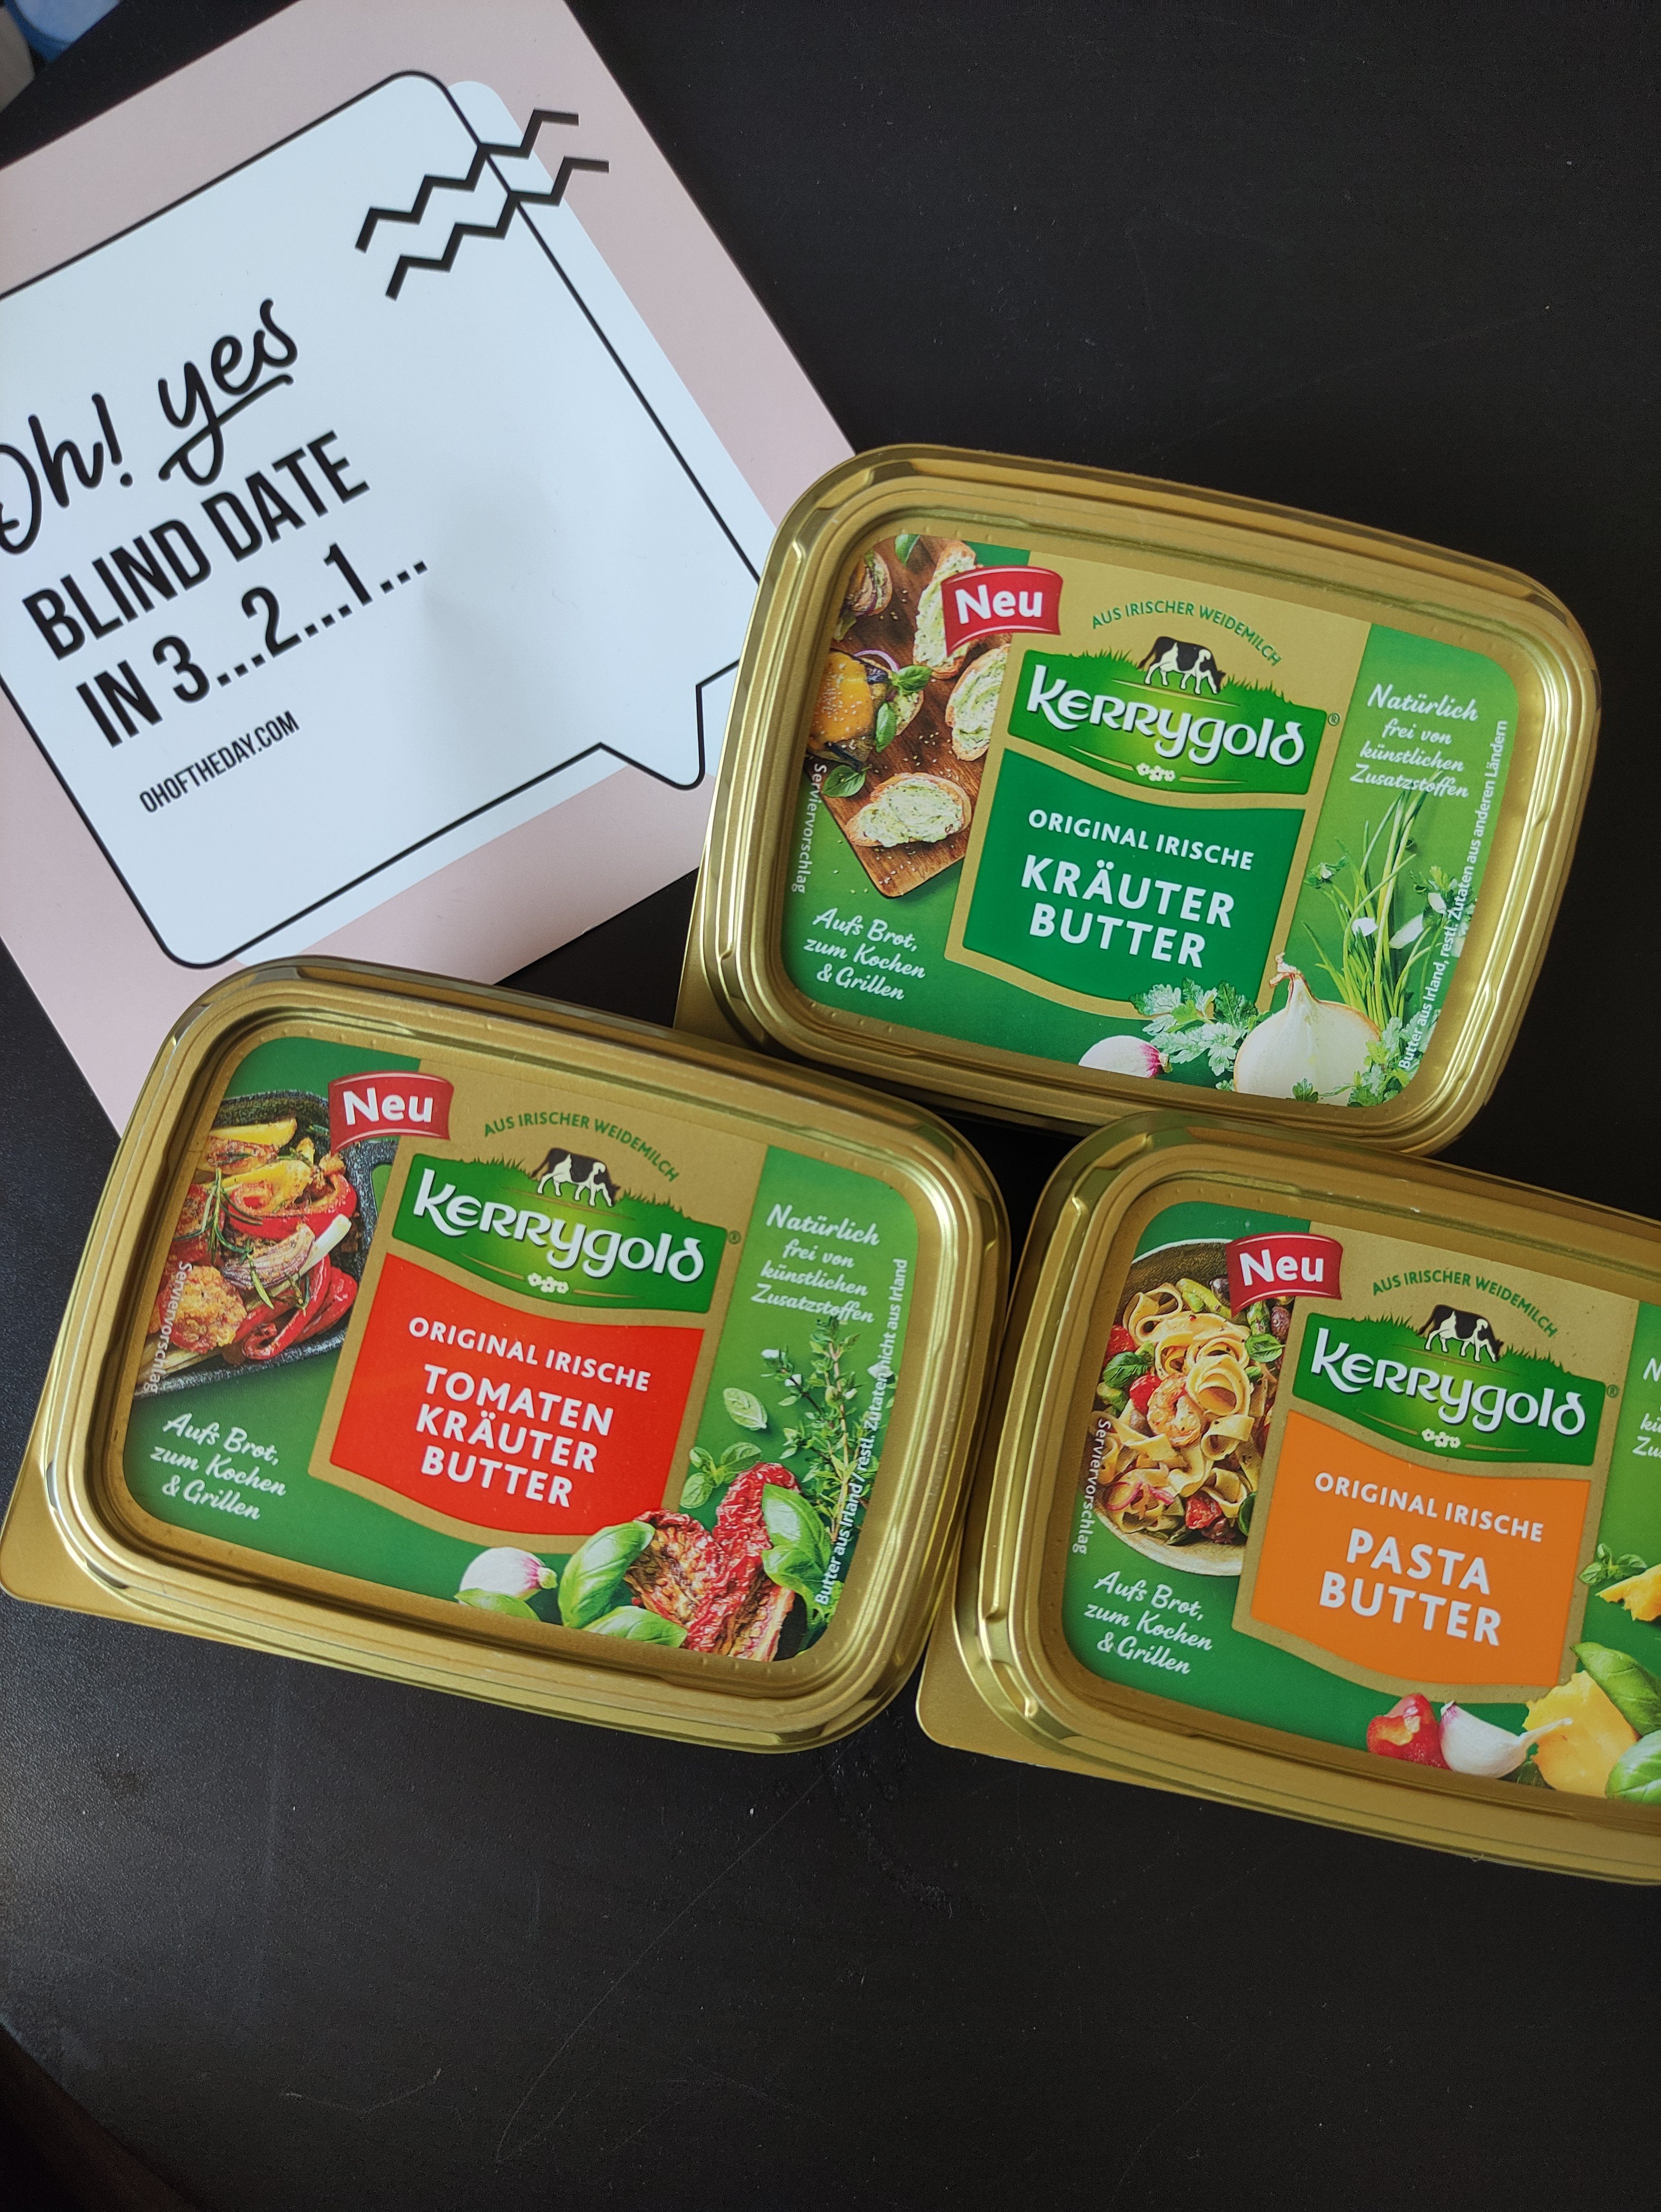 Oh! yes
BLIND DATE
IN 3...2...1...
OHOFTHEDAY.COM
Neu
AUS IRISCHER WEIDEMILCH
Kerrygold®
ORIGINAL IRISCHE
KRÄUTER
BUTTER
Natürlich
frei von
künstlichen
Zusatzstoffen
Serviervorschlag
Aufs Brot,
zum Kochen
& Grillen
Butter aus Irland, restl. Zutaten aus anderen Ländern
Neu
AUS IRISCHER WEIDEMILCH
Kerrygold®
ORIGINAL IRISCHE
TOMATEN
KRÄUTER
BUTTER
Natürlich
frei von
künstlichen
Zusatzstoffen
Serviervorschlag
Aufs Brot,
zum Kochen
& Grillen
Butter aus Irland / restl. Zutaten nicht aus Irland
Neu
AUS IRISCHER WEIDEMILCH
Kerrygold®
ORIGINAL IRISCHE
PASTA
BUTTER
Serviervorschlag
Aufs Brot,
zum Kochen
& Grillen